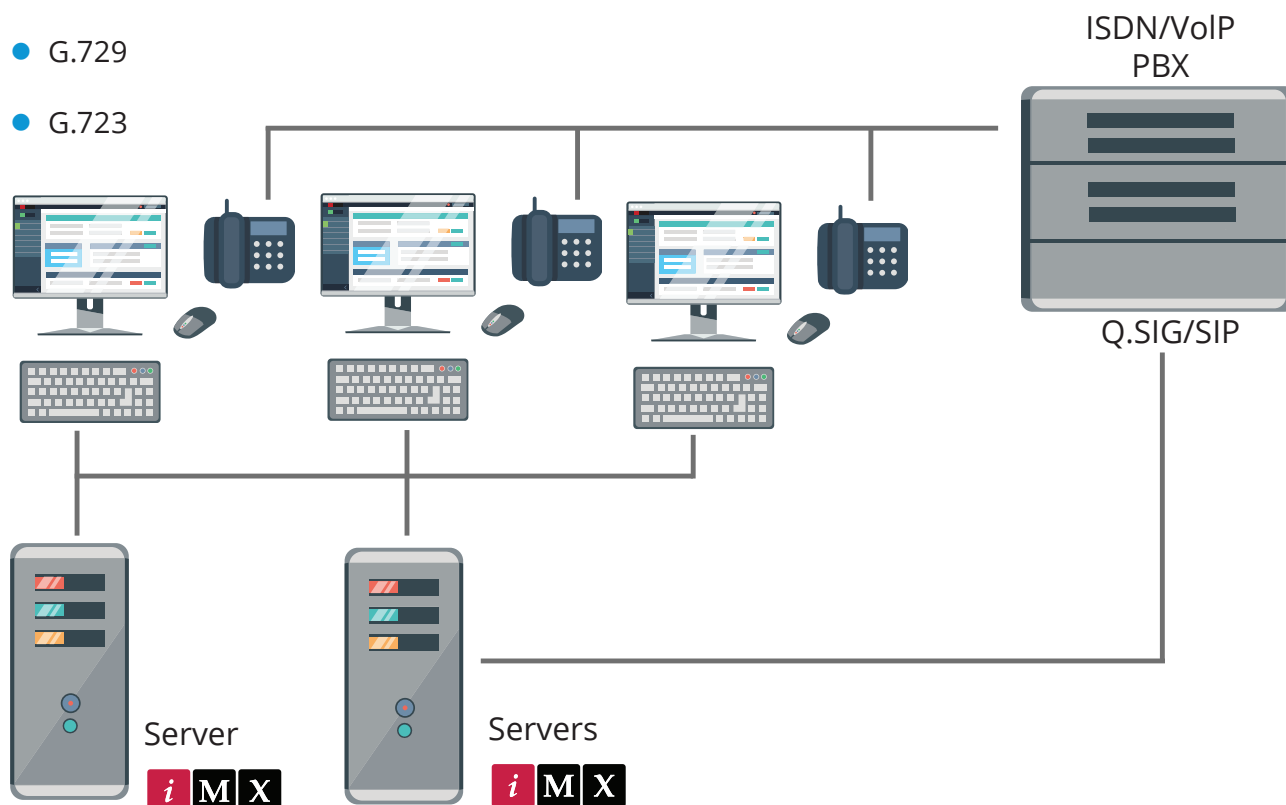 G.729
G.723
ISDN/VoIP
PBX
Q.SIG/SIP
Server
iMX
Servers
iMX